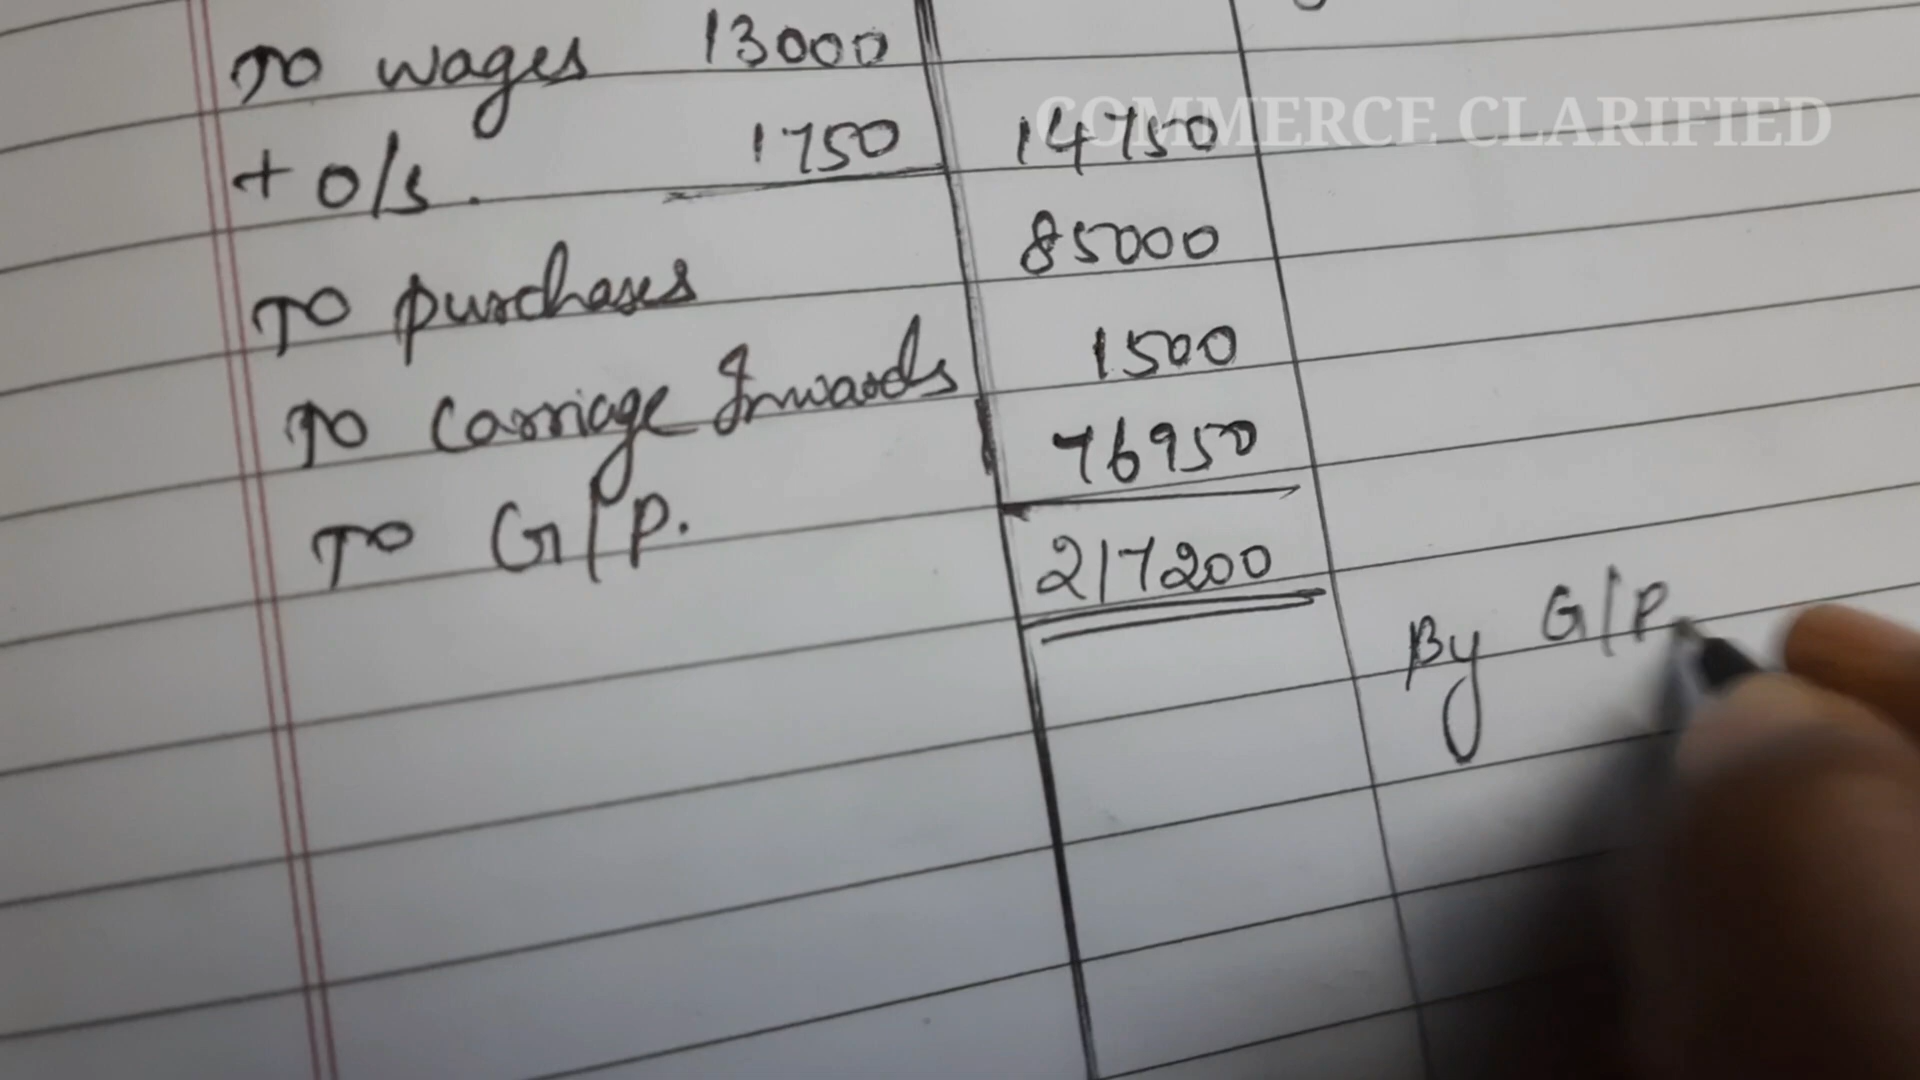 To wages 13000
COMMERCE CLARIFIED
+ o/s. 1750 14750
To purchases 85000
To Carriage Inwards 1500
To G/P. 76950
217200
By G/P